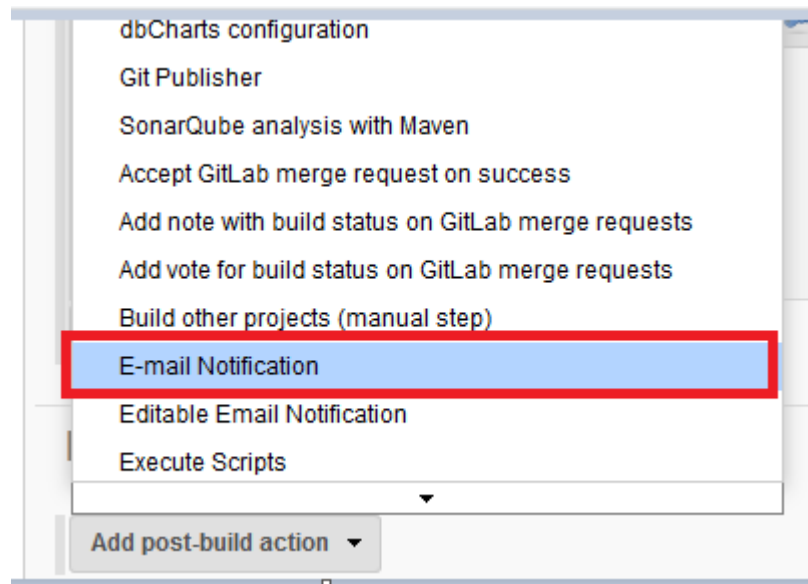 dbCharts configuration
Git Publisher
SonarQube analysis with Maven
Accept GitLab merge request on success
Add note with build status on GitLab merge requests
Add vote for build status on GitLab merge requests
Build other projects (manual step)
E-mail Notification
Editable Email Notification
Execute Scripts
Add post-build action